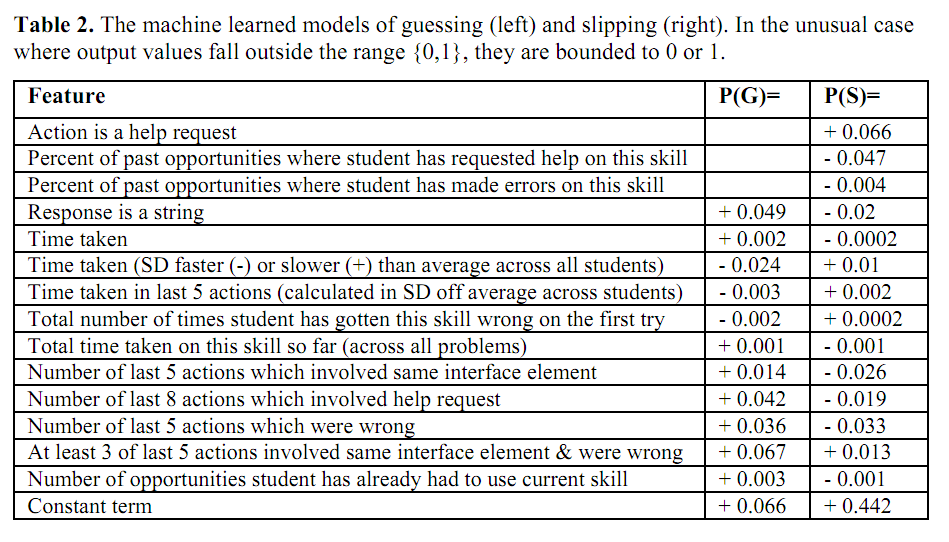 Table 2. The machine learned models of guessing (left) and slipping (right). In the unusual case
where output values fall outside the range {0,1}, they are bounded to 0 or 1.
Feature P(G)= P(S)=
Action is a help request + 0.066
Percent of past opportunities where student has requested help on this skill - 0.047
Percent of past opportunities where student has made errors on this skill - 0.004
Response is a string + 0.049 - 0.02
Time taken + 0.002 - 0.0002
Time taken (SD faster (-) or slower (+) than average across all students) - 0.024 + 0.01
Time taken in last 5 actions (calculated in SD off average across students) - 0.003 + 0.002
Total number of times student has gotten this skill wrong on the first try - 0.002 + 0.0002
Total time taken on this skill so far (across all problems) + 0.001 - 0.001
Number of last 5 actions which involved same interface element + 0.014 - 0.026
Number of last 8 actions which involved help request + 0.042 - 0.019
Number of last 5 actions which were wrong + 0.036 - 0.033
At least 3 of last 5 actions involved same interface element & were wrong + 0.067 + 0.013
Number of opportunities student has already had to use current skill + 0.003 - 0.001
Constant term + 0.066 + 0.442